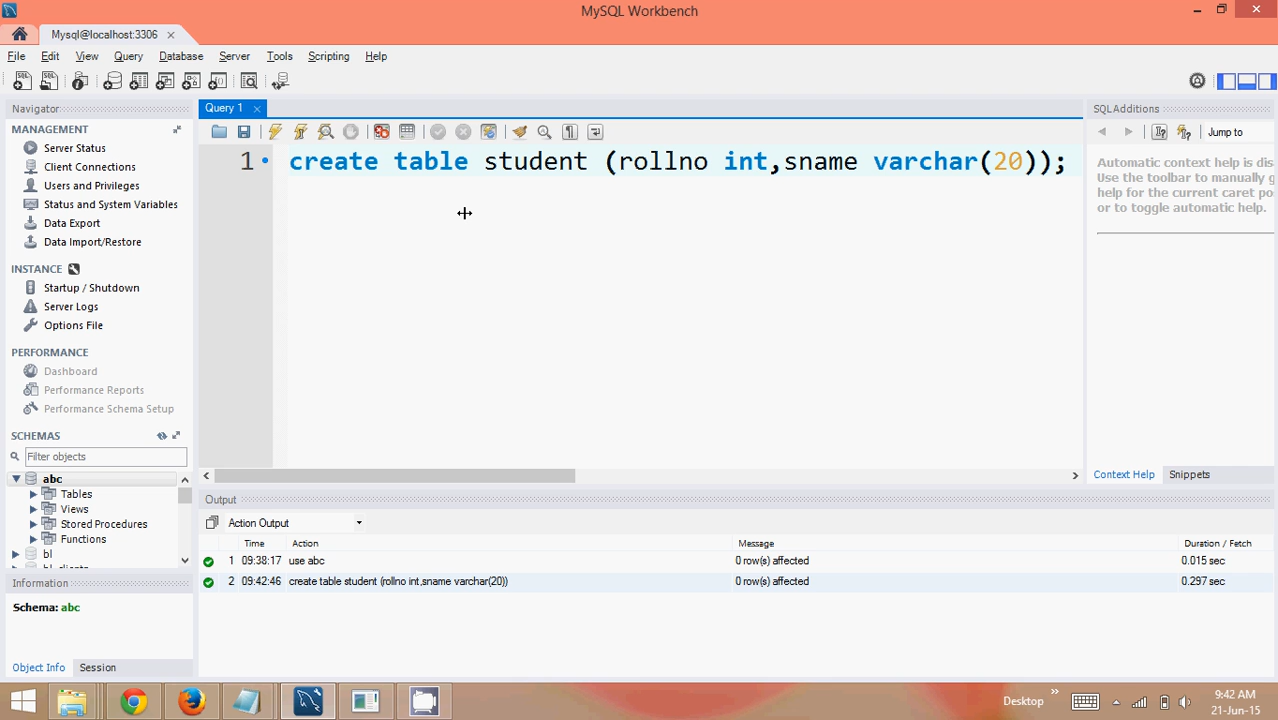 MySQL Workbench
Mysql@localhost:3306
File Edit View Query Database Server Tools Scripting Help
Navigator
MANAGEMENT
Server Status
Client Connections
Users and Privileges
Status and System Variables
Data Export
Data Import/Restore
INSTANCE
Startup / Shutdown
Server Logs
Options File
PERFORMANCE
Dashboard
Performance Reports
Performance Schema Setup
SCHEMAS
Filter objects
abc
Tables
Views
Stored Procedures
Functions
bl
Information
Schema: abc
Object Info Session
Query 1
1 create table student (rollno int,sname varchar(20));
SQL Additions
Jump to
Automatic context help is dis
Use the toolbar to manually g
help for the current caret po
or to toggle automatic help.
Context Help Snippets
Output
Action Output
Time Action Message Duration / Fetch
1 09:38:17 use abc 0 row(s) affected 0.015 sec
2 09:42:46 create table student (rollno int,sname varchar(20)) 0 row(s) affected 0.297 sec
Desktop
9:42 AM
21-Jun-15